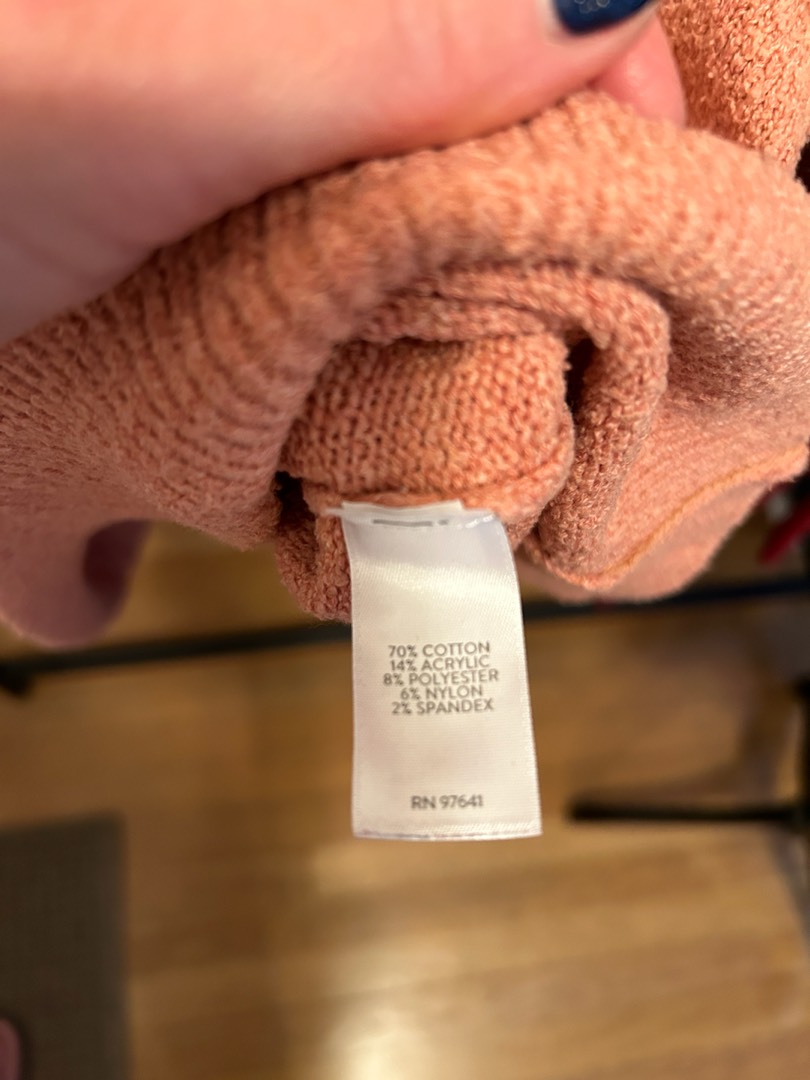 70% COTTON
14% ACRYLIC
8% POLYESTER
6% NYLON
2% SPANDEX
RN 97641